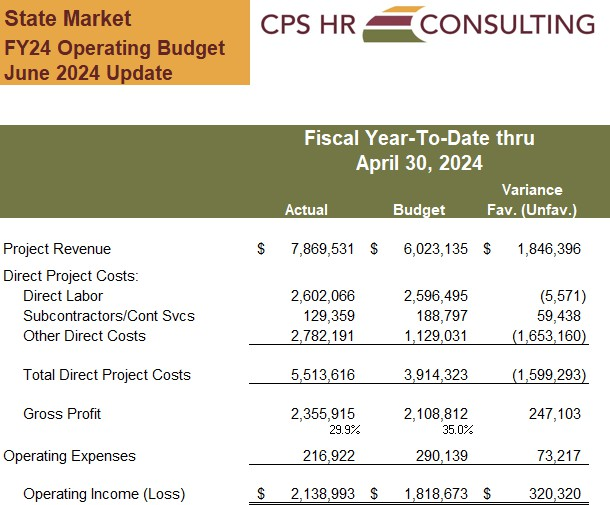 State Market
FY24 Operating Budget
June 2024 Update
CPS HR CONSULTING
Fiscal Year-To-Date thru
April 30, 2024
Variance
Actual Budget Fav. (Unfav.)
Project Revenue $ 7,869,531 $ 6,023,135 $ 1,846,396
Direct Project Costs:
Direct Labor 2,602,066 2,596,495 (5,571)
Subcontractors/Cont Svcs 129,359 188,797 59,438
Other Direct Costs 2,782,191 1,129,031 (1,653,160)
Total Direct Project Costs 5,513,616 3,914,323 (1,599,293)
Gross Profit 2,355,915 2,108,812 247,103
29.9% 35.0%
Operating Expenses 216,922 290,139 73,217
Operating Income (Loss) $ 2,138,993 $ 1,818,673 $ 320,320